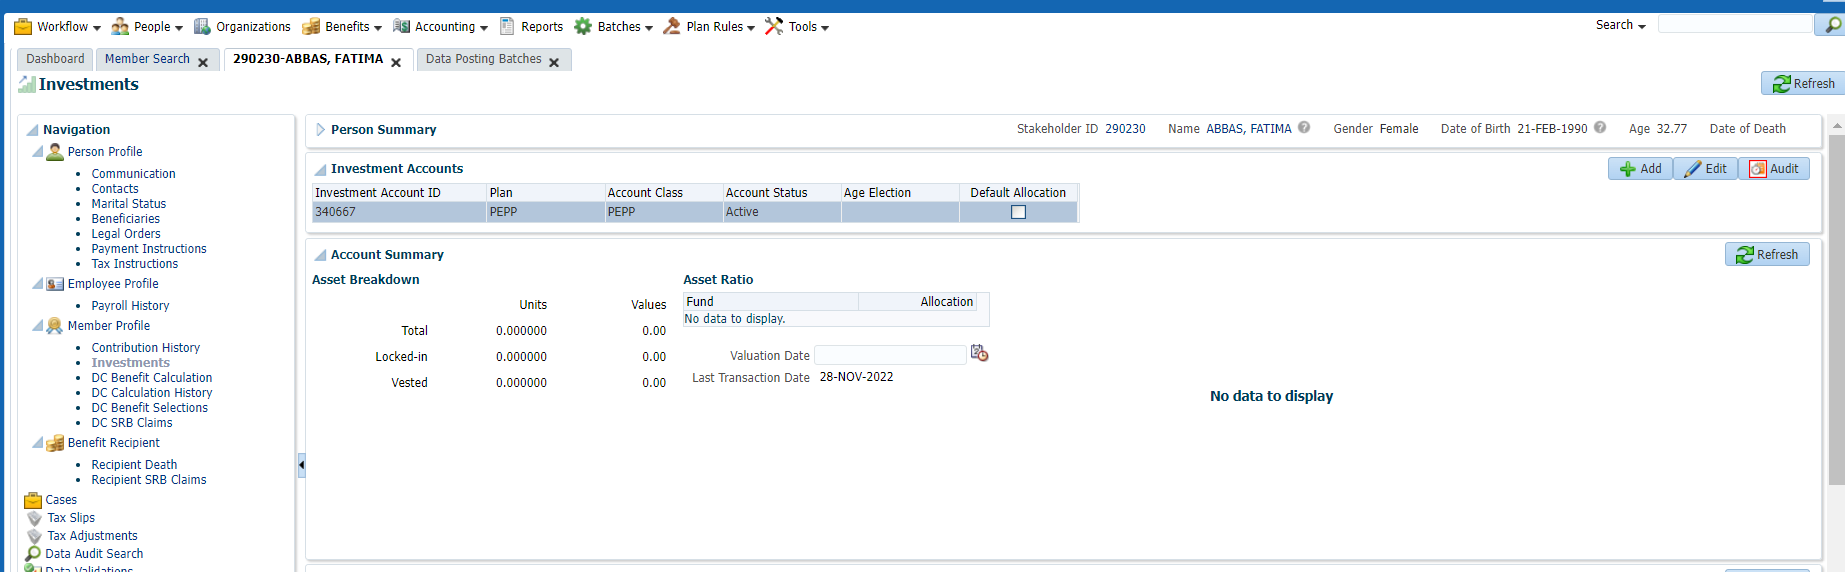 Workflow People Organizations Benefits Accounting Reports Batches Plan Rules Tools Search
Dashboard Member Search 290230-ABBAS, FATIMA Data Posting Batches
Investments Refresh
Navigation
Person Profile
Communication
Contacts
Marital Status
Beneficiaries
Legal Orders
Payment Instructions
Tax Instructions
Employee Profile
Payroll History
Member Profile
Contribution History
Investments
DC Benefit Calculation
DC Calculation History
DC Benefit Selections
DC SRB Claims
Benefit Recipient
Recipient Death
Recipient SRB Claims
Cases
Tax Slips
Tax Adjustments
Data Audit Search
Data Validations
Person Summary Stakeholder ID 290230 Name ABBAS, FATIMA Gender Female Date of Birth 21-FEB-1990 Age 32.77 Date of Death
Investment Accounts Add Edit Audit
Investment Account ID Plan Account Class Account Status Age Election Default Allocation
340667 PEPP PEPP Active
Account Summary Refresh
Asset Breakdown
Units Values
Total 0.000000 0.00
Locked-in 0.000000 0.00
Vested 0.000000 0.00
Asset Ratio
Fund Allocation
No data to display.
Valuation Date
Last Transaction Date 28-NOV-2022
No data to display